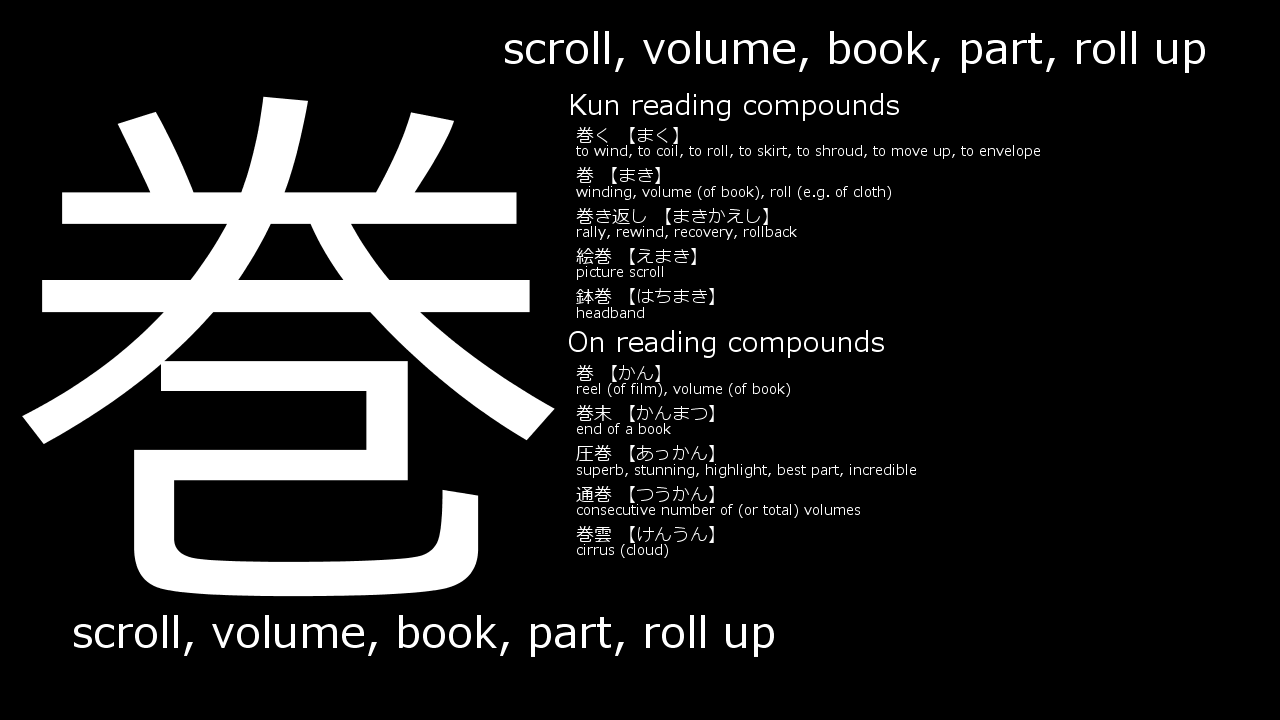 scroll, volume, book, part, roll up
巻
Kun reading compounds
巻く 【まく】
to wind, to coil, to roll, to skirt, to shroud, to move up, to envelope
巻 【まき】
winding, volume (of book), roll (e.g. of cloth)
巻き返し 【まきかえし】
rally, rewind, recovery, rollback
絵巻 【えまき】
picture scroll
鉢巻 【はちまき】
headband
On reading compounds
巻 【かん】
reel (of film), volume (of book)
巻末 【かんまつ】
end of a book
圧巻 【あっかん】
superb, stunning, highlight, best part, incredible
通巻 【つうかん】
consecutive number of (or total) volumes
巻雲 【けんうん】
cirrus (cloud)
scroll, volume, book, part, roll up